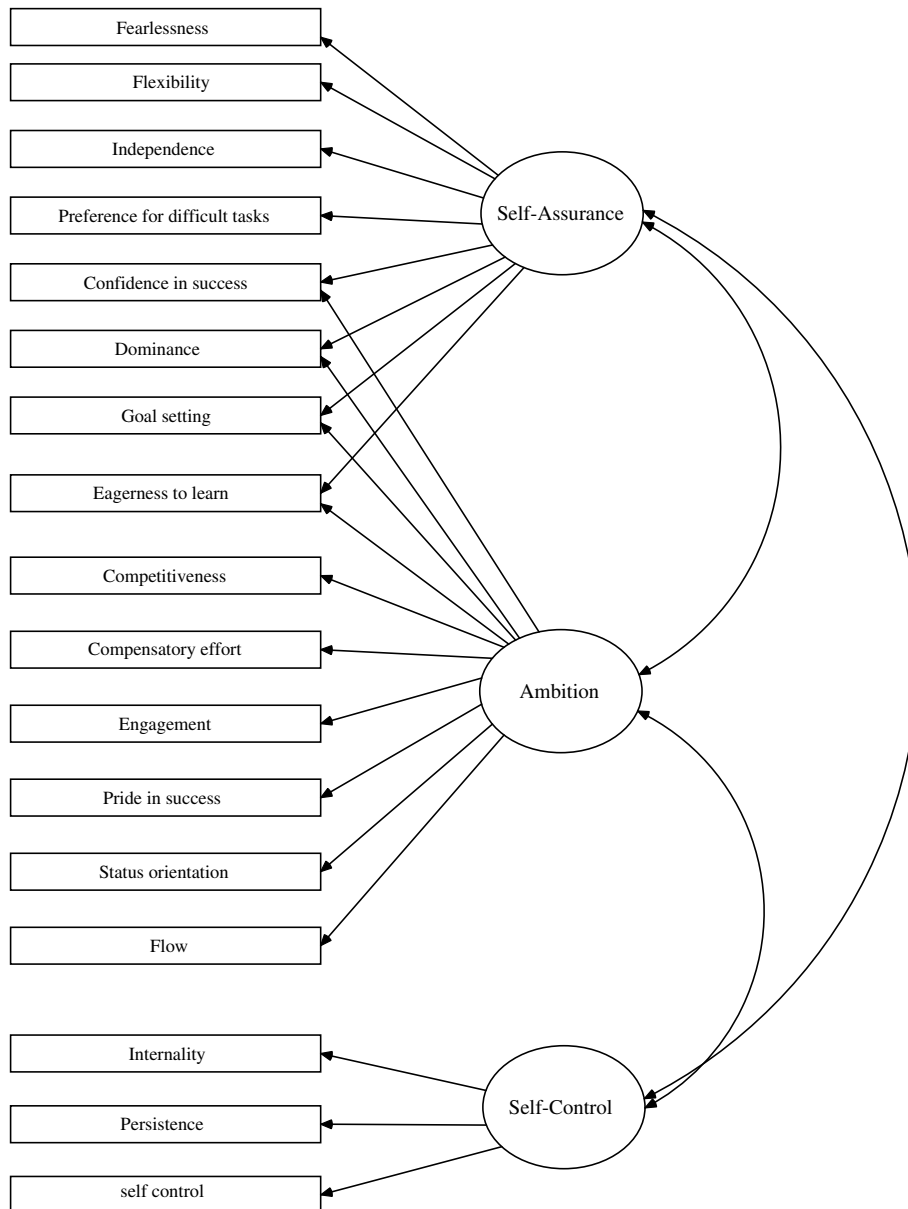 Fearlessness
Flexibility
Independence
Preference for difficult tasks
Confidence in success
Dominance
Goal setting
Eagerness to learn
Competitiveness
Compensatory effort
Engagement
Pride in success
Status orientation
Flow
Internality
Persistence
self control
Self-Assurance
Ambition
Self-Control